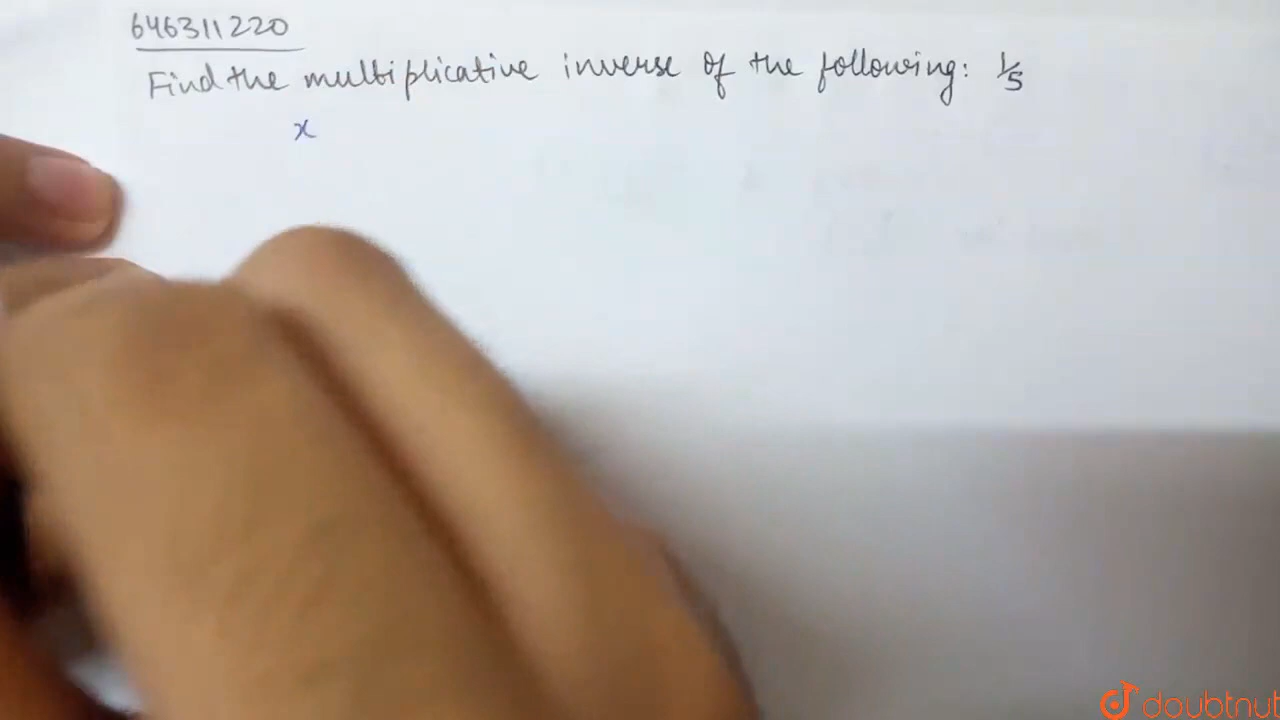 646311220
Find the multiplicative inverse of the following: 1/5
x
doubtnut